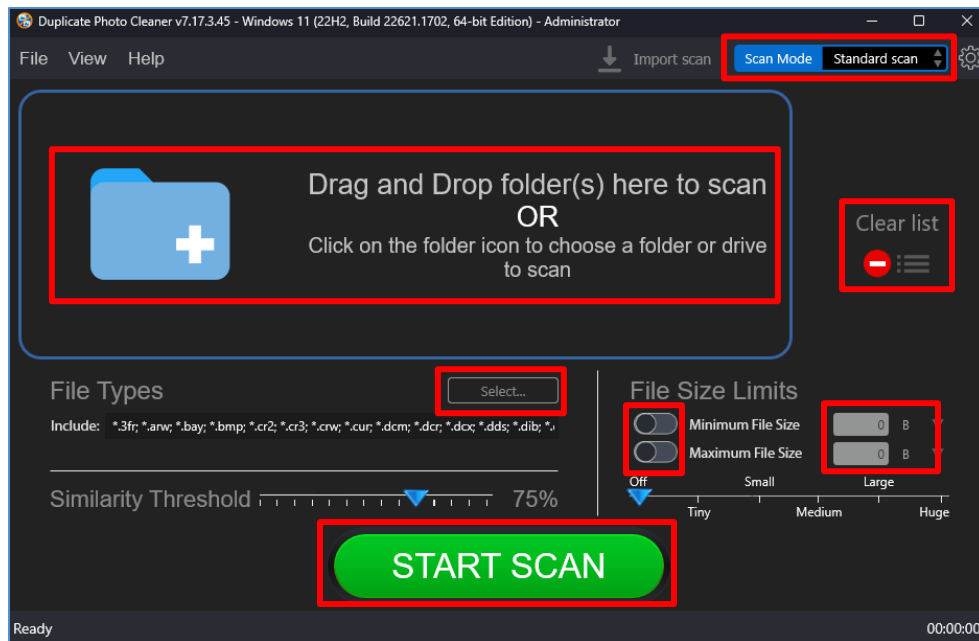 Duplicate Photo Cleaner v7.17.3.45 - Windows 11 (22H2, Build 22621.1702, 64-bit Edition) - Administrator
File View Help Import scan Scan Mode Standard scan
Drag and Drop folder(s) here to scan
OR
Click on the folder icon to choose a folder or drive
to scan
Clear list
File Types Select...
Include: *.3fr; *.arw; *.bay; *.bmp; *.cr2; *.cr3; *.crw; *.cur; *.dcm; *.dcr; *.dcx; *.dds; *.dib; *.
Similarity Threshold 75%
File Size Limits
Minimum File Size 0 B
Maximum File Size 0 B
Off Small Large
Tiny Medium Huge
START SCAN
Ready 00:00:00